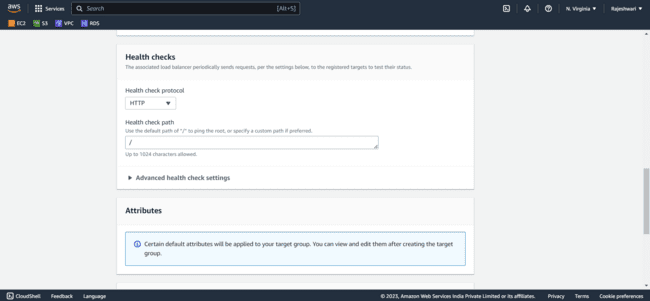 aws Services Search [Alt+S] N. Virginia Rajeshwari
EC2 S3 VPC RDS
Health checks
The associated load balancer periodically sends requests, per the settings below, to the registered targets to test their status.
Health check protocol
HTTP
Health check path
Use the default path of "/" to ping the root, or specify a custom path if preferred.
/
Up to 1024 characters allowed.
Advanced health check settings
Attributes
Certain default attributes will be applied to your target group. You can view and edit them after creating the target
group.
CloudShell Feedback Language © 2023, Amazon Web Services India Private Limited or its affiliates. Privacy Terms Cookie preferences